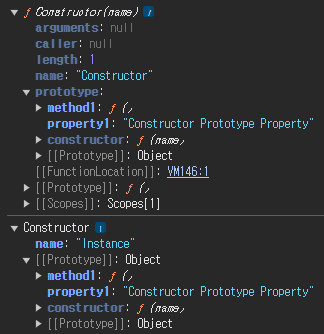 ▼ ƒ Constructor(name) i
arguments: null
caller: null
length: 1
name: "Constructor"
▼ prototype:
▶ method1: ƒ (,
property1: "Constructor Prototype Property"
▶ constructor: ƒ (name,
▶ [[Prototype]]: Object
[[FunctionLocation]]: VM146:1
▶ [[Prototype]]: ƒ (,
▶ [[Scopes]]: Scopes[1]
▼ Constructor i
name: "Instance"
▼ [[Prototype]]: Object
▶ method1: ƒ (,
property1: "Constructor Prototype Property"
▶ constructor: ƒ (name,
▶ [[Prototype]]: Object